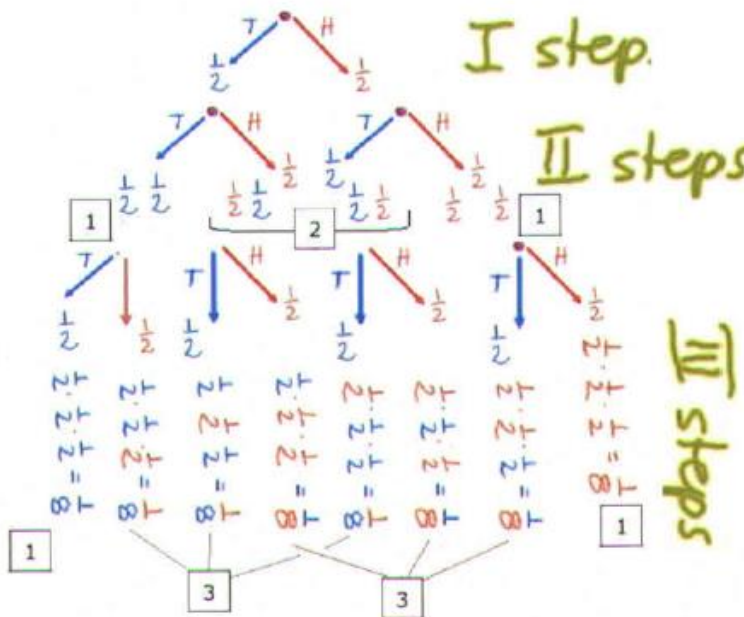 T H I step.
1/2 1/2
T H T H II steps
1/2 1/2
1/2 1/2 1/2 1/2 1/2 1/2 1/2 1/2
1 2 1
T T H T H T H
1/2 1/2 1/2 1/2 1/2 1/2 1/2 1/2
1/2 · 1/2 · 1/2 = 1/8
1/2 · 1/2 · 1/2 = 1/8
1/2 1/2 1/2 = 1/8
1/2 · 1/2 · 1/2 = 1/8
1/2 · 1/2 · 1/2 = 1/8
1/2 · 1/2 · 1/2 = 1/8
1/2 · 1/2 · 1/2 = 1/8
1/2 · 1/2 · 1/2 = 1/8
III steps
1 3 3 1